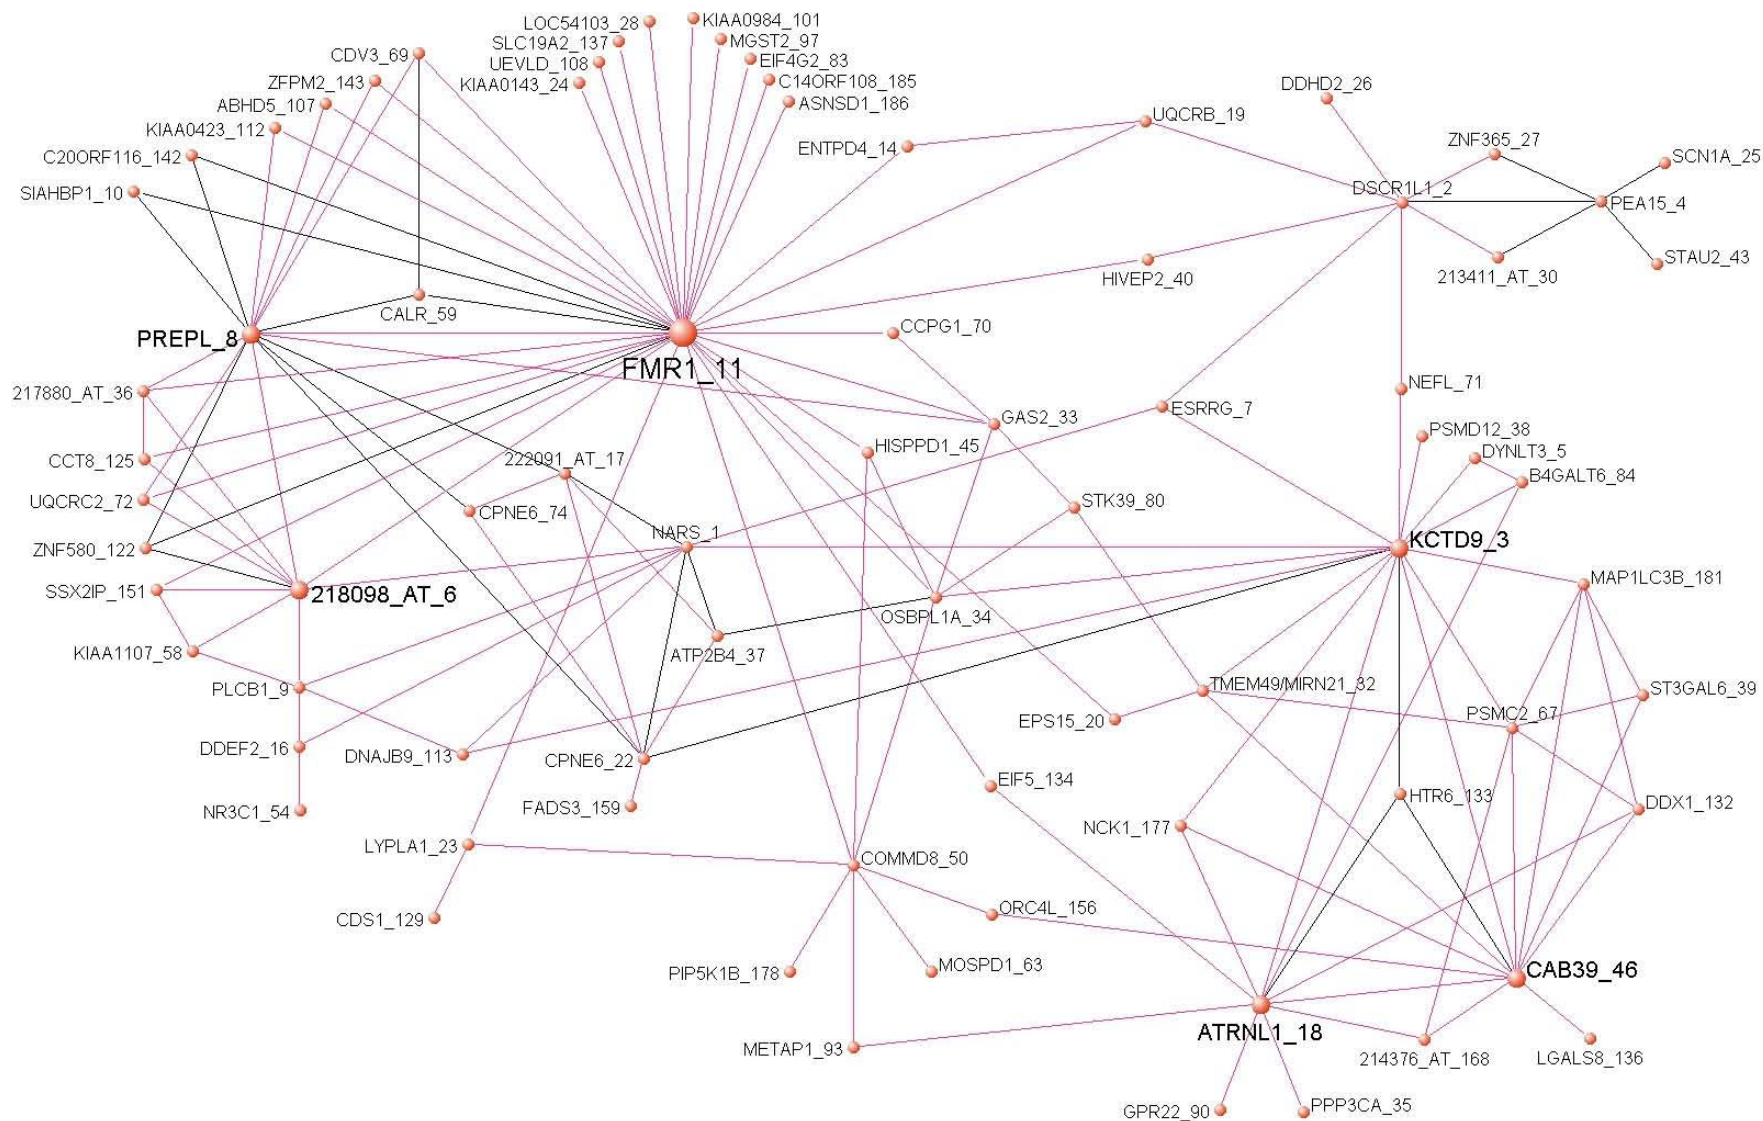 LOC54103_28
KIAA0984_101
SLC19A2_137
MGST2_97
CDV3_69
UEVLD_108
EIF4G2_83
ZFPM2_143
KIAA0143_24
C14ORF108_185
DDHD2_26
ABHD5_107
ASNSD1_186
UQCRB_19
KIAA0423_112
ENTPD4_14
ZNF365_27
C20ORF116_142
SCN1A_25
SIAHBP1_10
DSCR1L1_2
PEA15_4
STAU2_43
HIVEP2_40
213411_AT_30
CALR_59
PREPL_8
CCPG1_70
FMR1_11
217880_AT_36
NEFL_71
ESRRG_7
GAS2_33
PSMD12_38
HISPPD1_45
DYNLT3_5
CCT8_125
222091_AT_17
B4GALT6_84
UQCRC2_72
CPNE6_74
STK39_80
NARS_1
KCTD9_3
ZNF580_122
MAP1LC3B_181
SSX2IP_151
218098_AT_6
OSBPL1A_34
KIAA1107_58
ATP2B4_37
PLCB1_9
TMEM49/MIRN21_32
ST3GAL6_39
EPS15_20
PSMC2_67
DDEF2_16
DNAJB9_113
CPNE6_22
EIF5_134
HTR6_133
DDX1_132
NR3C1_54
FADS3_159
NCK1_177
LYPLA1_23
COMMD8_50
ORC4L_156
CDS1_129
PIP5K1B_178
MOSPD1_63
CAB39_46
ATRNL1_18
METAP1_93
214376_AT_168
LGALS8_136
GPR22_90
PPP3CA_35